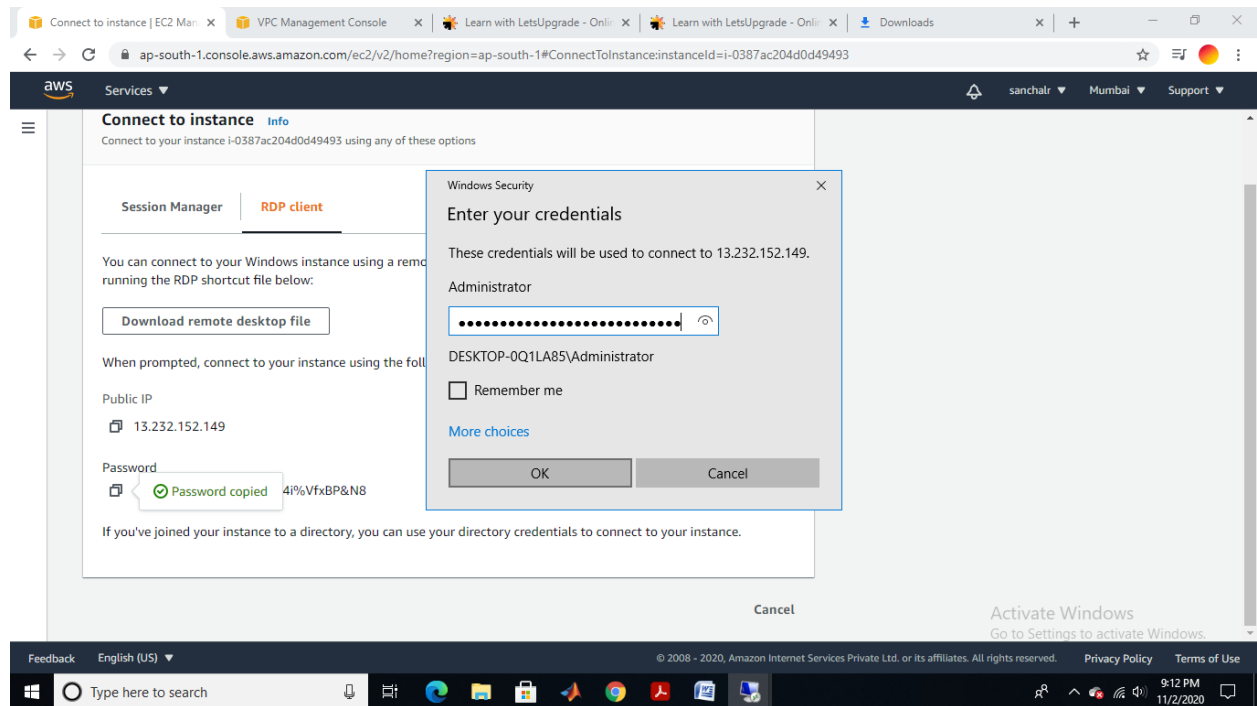 Connect to instance | EC2 Man
VPC Management Console
Learn with LetsUpgrade - Onlin
Learn with LetsUpgrade - Onlin
Downloads
ap-south-1.console.aws.amazon.com/ec2/v2/home?region=ap-south-1#ConnectToInstance:instanceId=i-0387ac204d0d49493
aws
Services
sanchalr
Mumbai
Support
Connect to instance Info
Connect to your instance i-0387ac204d0d49493 using any of these options
Session Manager
RDP client
You can connect to your Windows instance using a remo
running the RDP shortcut file below:
Download remote desktop file
When prompted, connect to your instance using the foll
Public IP
13.232.152.149
Password
Password copied
4i%VfxBP&N8
If you've joined your instance to a directory, you can use your directory credentials to connect to your instance.
Cancel
Windows Security
Enter your credentials
These credentials will be used to connect to 13.232.152.149.
Administrator
DESKTOP-0Q1LA85\Administrator
Remember me
More choices
OK
Cancel
Activate Windows
Go to Settings to activate Windows.
Feedback
English (US)
© 2008 - 2020, Amazon Internet Services Private Ltd. or its affiliates. All rights reserved.
Privacy Policy
Terms of Use
Type here to search
9:12 PM
11/2/2020